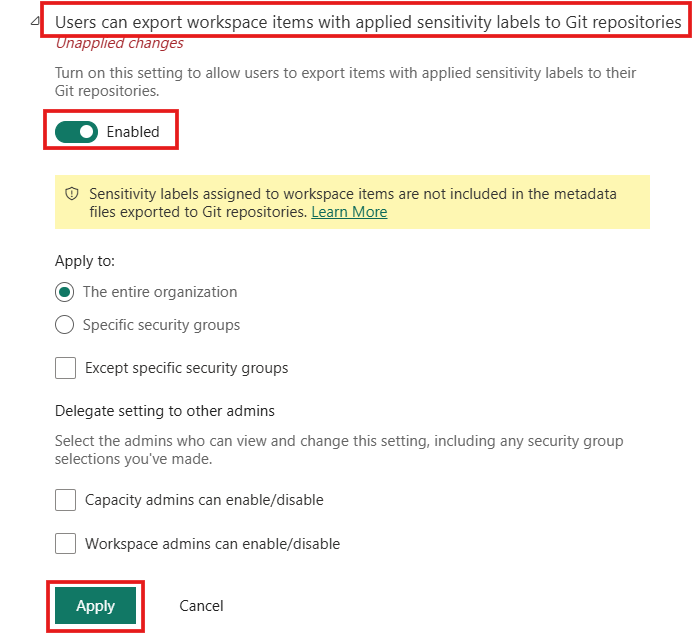 Users can export workspace items with applied sensitivity labels to Git repositories
Unapplied changes
Turn on this setting to allow users to export items with applied sensitivity labels to their
Git repositories.
Enabled
Sensitivity labels assigned to workspace items are not included in the metadata
files exported to Git repositories. Learn More
Apply to:
The entire organization
Specific security groups
Except specific security groups
Delegate setting to other admins
Select the admins who can view and change this setting, including any security group
selections you've made.
Capacity admins can enable/disable
Workspace admins can enable/disable
Apply Cancel